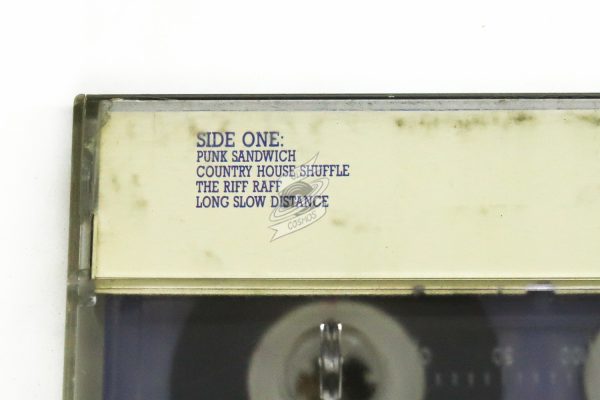 SIDE ONE:
PUNK SANDWICH
COUNTRY HOUSE SHUFFLE
THE RIFF RAFF
LONG SLOW DISTANCE
COSMOS